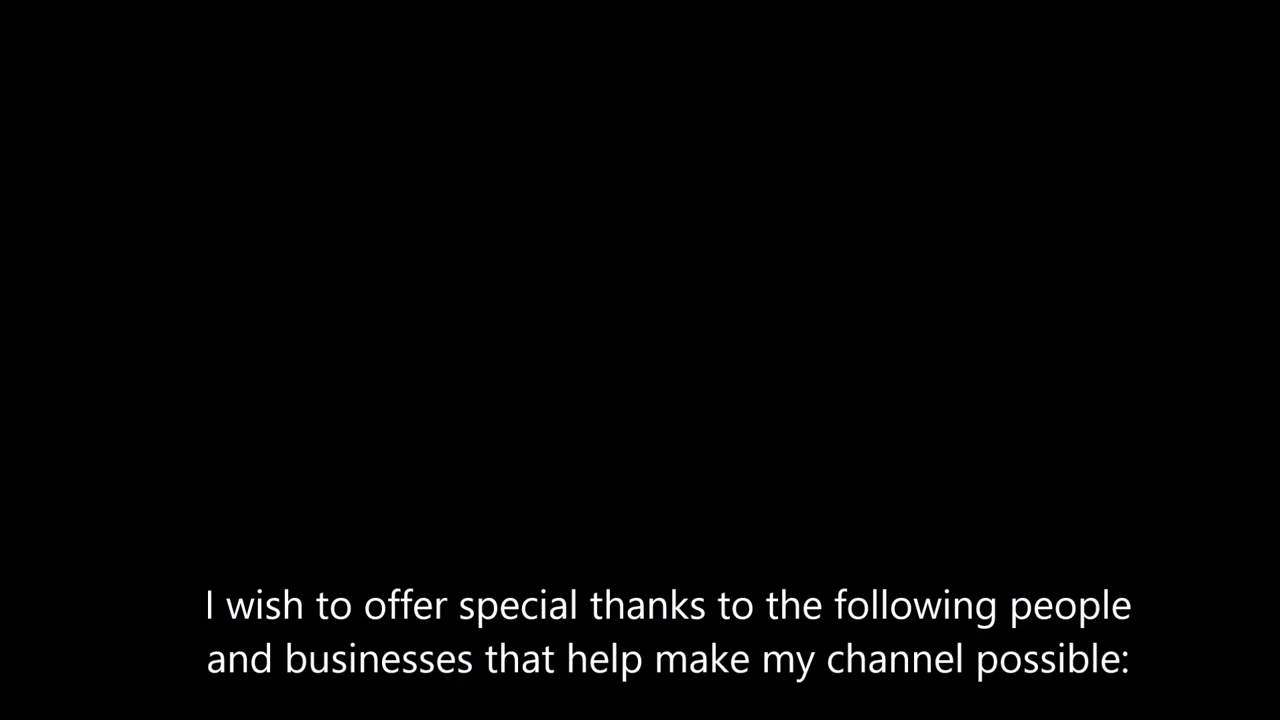 I wish to offer special thanks to the following people
and businesses that help make my channel possible: